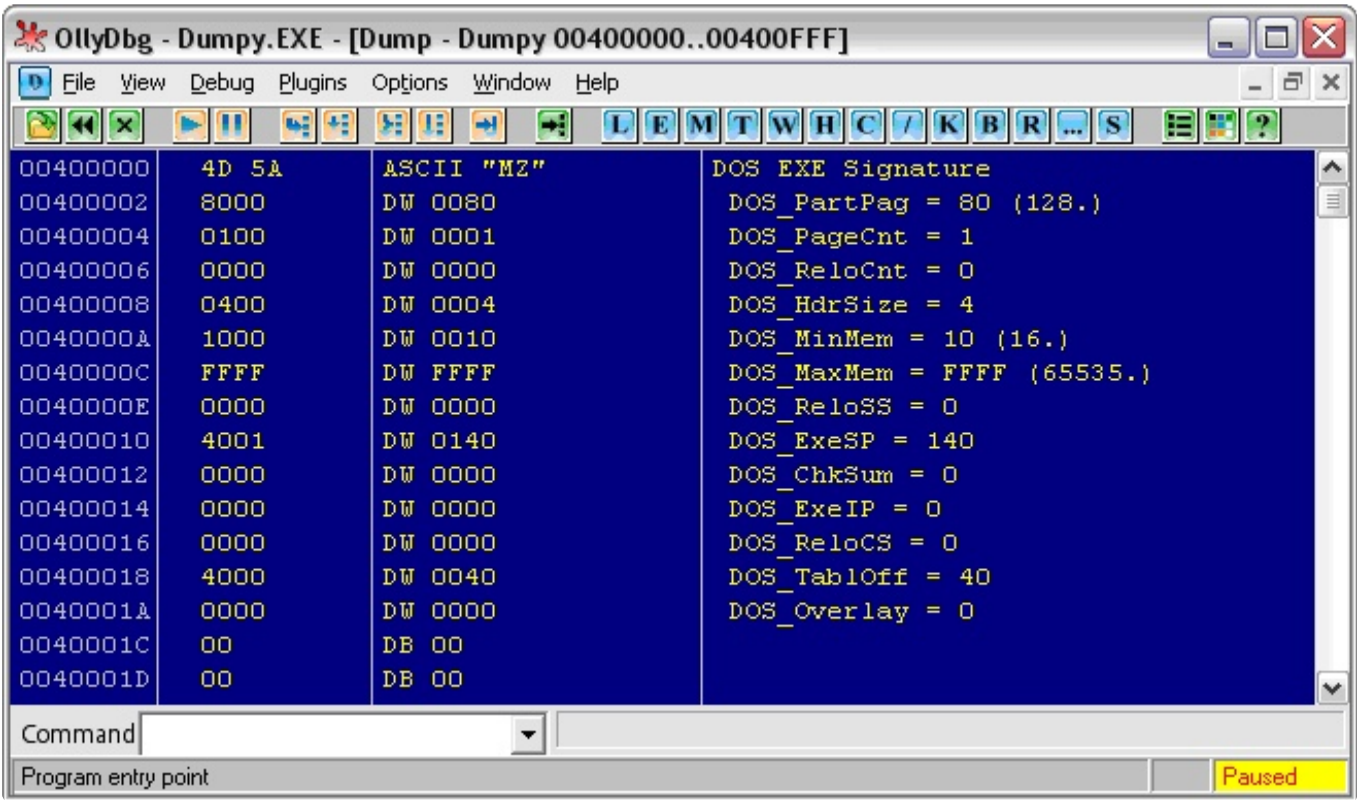 OllyDbg - Dumpy.EXE - [Dump - Dumpy 00400000..00400FFF]
D File View Debug Plugins Options Window Help
L E M T W H C / K B R ... S ?
00400000 4D 5A ASCII "MZ" DOS EXE Signature
00400002 8000 DW 0080 DOS_PartPag = 80 (128.)
00400004 0100 DW 0001 DOS_PageCnt = 1
00400006 0000 DW 0000 DOS_ReloCnt = 0
00400008 0400 DW 0004 DOS_HdrSize = 4
0040000A 1000 DW 0010 DOS_MinMem = 10 (16.)
0040000C FFFF DW FFFF DOS_MaxMem = FFFF (65535.)
0040000E 0000 DW 0000 DOS_ReloSS = 0
00400010 4001 DW 0140 DOS_ExeSP = 140
00400012 0000 DW 0000 DOS_ChkSum = 0
00400014 0000 DW 0000 DOS_ExeIP = 0
00400016 0000 DW 0000 DOS_ReloCS = 0
00400018 4000 DW 0040 DOS_TablOff = 40
0040001A 0000 DW 0000 DOS_Overlay = 0
0040001C 00 DB 00
0040001D 00 DB 00
Command
Program entry point Paused